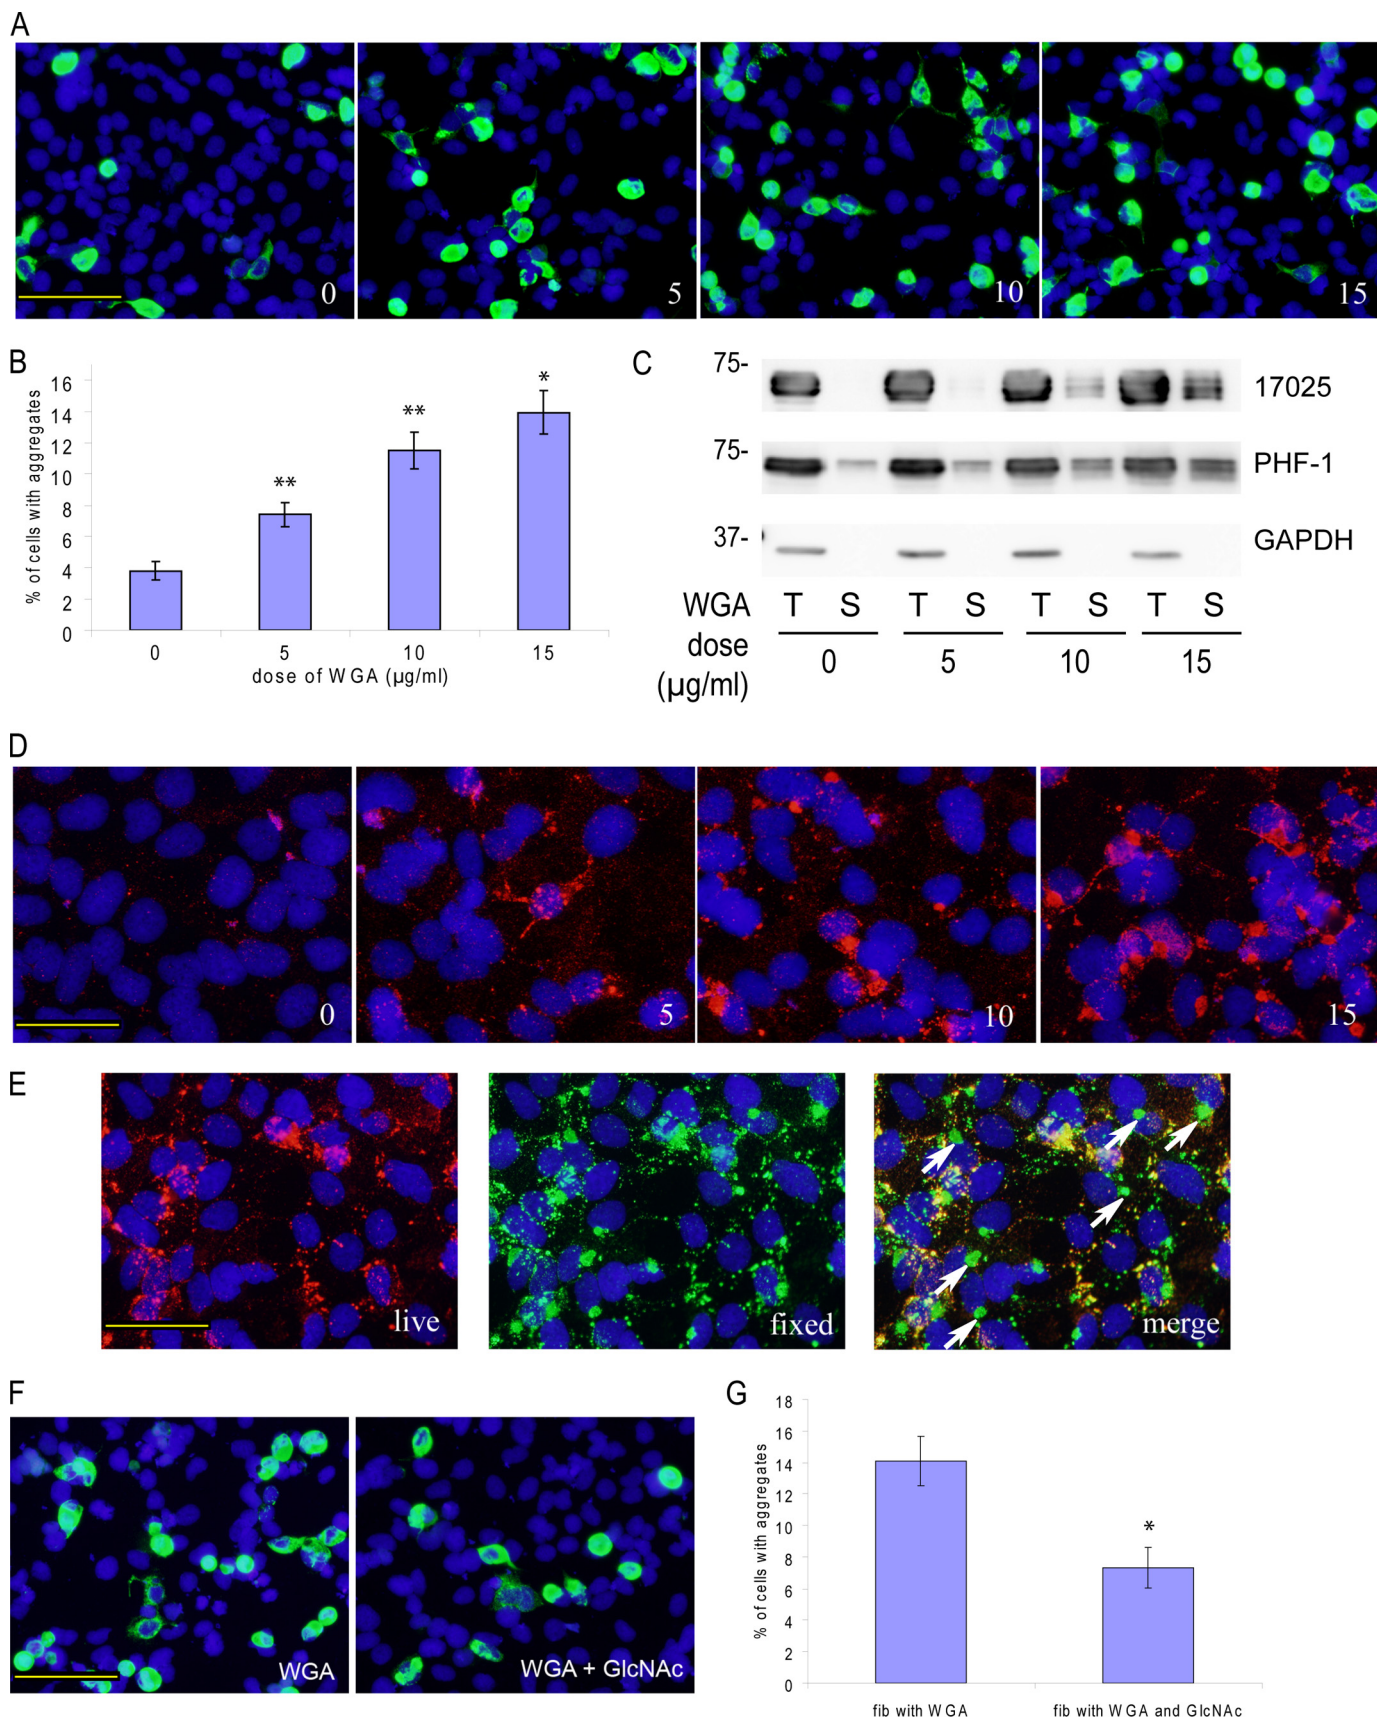 A
0
5
10
15
B
% of cells with aggregates
16
14
12
10
8
6
4
2
0
**
**
*
0
5
10
15
dose of WGA (µg/ml)
C
75-
17025
75-
PHF-1
37-
GAPDH
WGA T S T S T S T S
dose
0 5 10 15
(µg/ml)
D
0
5
10
15
E
live
fixed
merge
F
WGA
WGA + GlcNAc
G
% of cells with aggregates
18
16
14
12
10
8
6
4
2
0
*
fib with WGA
fib with WGA and GlcNAc